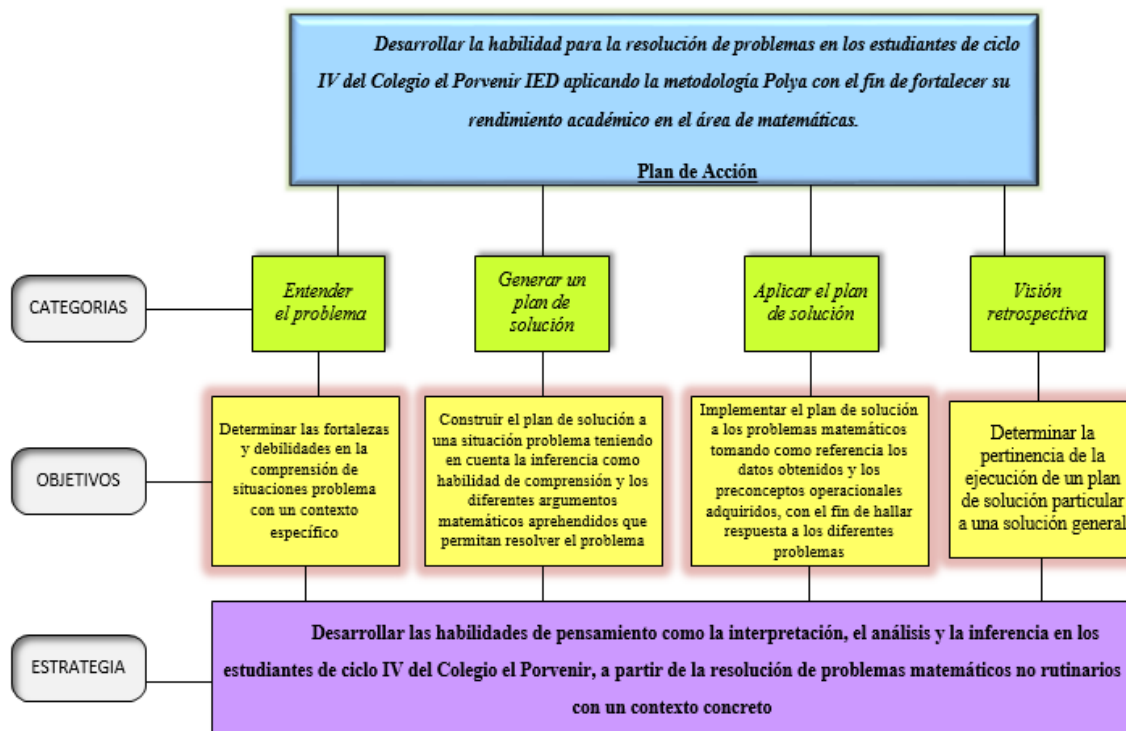 Desarrollar la habilidad para la resolución de problemas en los estudiantes de ciclo
IV del Colegio el Porvenir IED aplicando la metodología Polya con el fin de fortalecer su
rendimiento académico en el área de matemáticas.
Plan de Acción
CATEGORIAS
Entender
el problema
Generar un
plan de
solución
Aplicar el plan
de solución
Visión
retrospectiva
OBJETIVOS
Determinar las fortalezas
y debilidades en la
comprensión de
situaciones problema
con un contexto
específico
Construir el plan de solución a
una situación problema teniendo
en cuenta la inferencia como
habilidad de comprensión y los
diferentes argumentos
matemáticos aprehendidos que
permitan resolver el problema
Implementar el plan de solución
a los problemas matemáticos
tomando como referencia los
datos obtenidos y los
preconceptos operacionales
adquiridos, con el fin de hallar
respuesta a los diferentes
problemas
Determinar la
pertinencia de la
ejecución de un plan
de solución particular
a una solución general
ESTRATEGIA
Desarrollar las habilidades de pensamiento como la interpretación, el análisis y la inferencia en los
estudiantes de ciclo IV del Colegio el Porvenir, a partir de la resolución de problemas matemáticos no rutinarios
con un contexto concreto